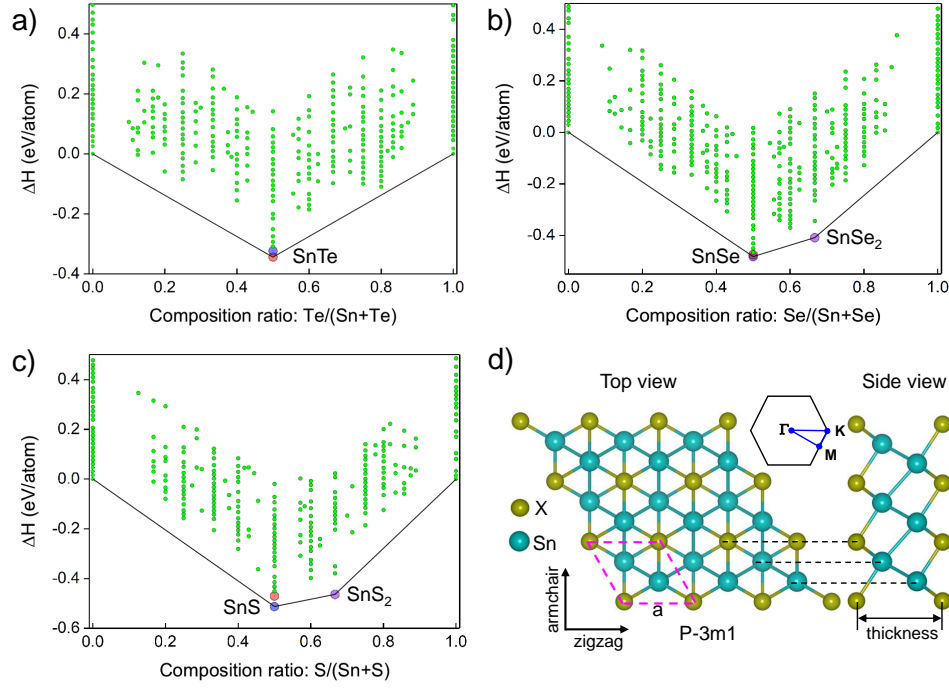 a)
ΔH (eV/atom)
0.4
0.2
0.0
-0.2
-0.4
SnTe
0.0
0.2
0.4
0.6
0.8
1.0
Composition ratio: Te/(Sn+Te)
b)
ΔH (eV/atom)
0.4
0.2
0.0
-0.2
-0.4
SnSe
SnSe₂
0.0
0.2
0.4
0.6
0.8
1.0
Composition ratio: Se/(Sn+Se)
c)
ΔH (eV/atom)
0.4
0.2
0.0
-0.2
-0.4
-0.6
SnS
SnS₂
0.0
0.2
0.4
0.6
0.8
1.0
Composition ratio: S/(Sn+S)
d)
Top view
Side view
Γ
K
M
X
Sn
armchair
zigzag
a
P-3m1
thickness